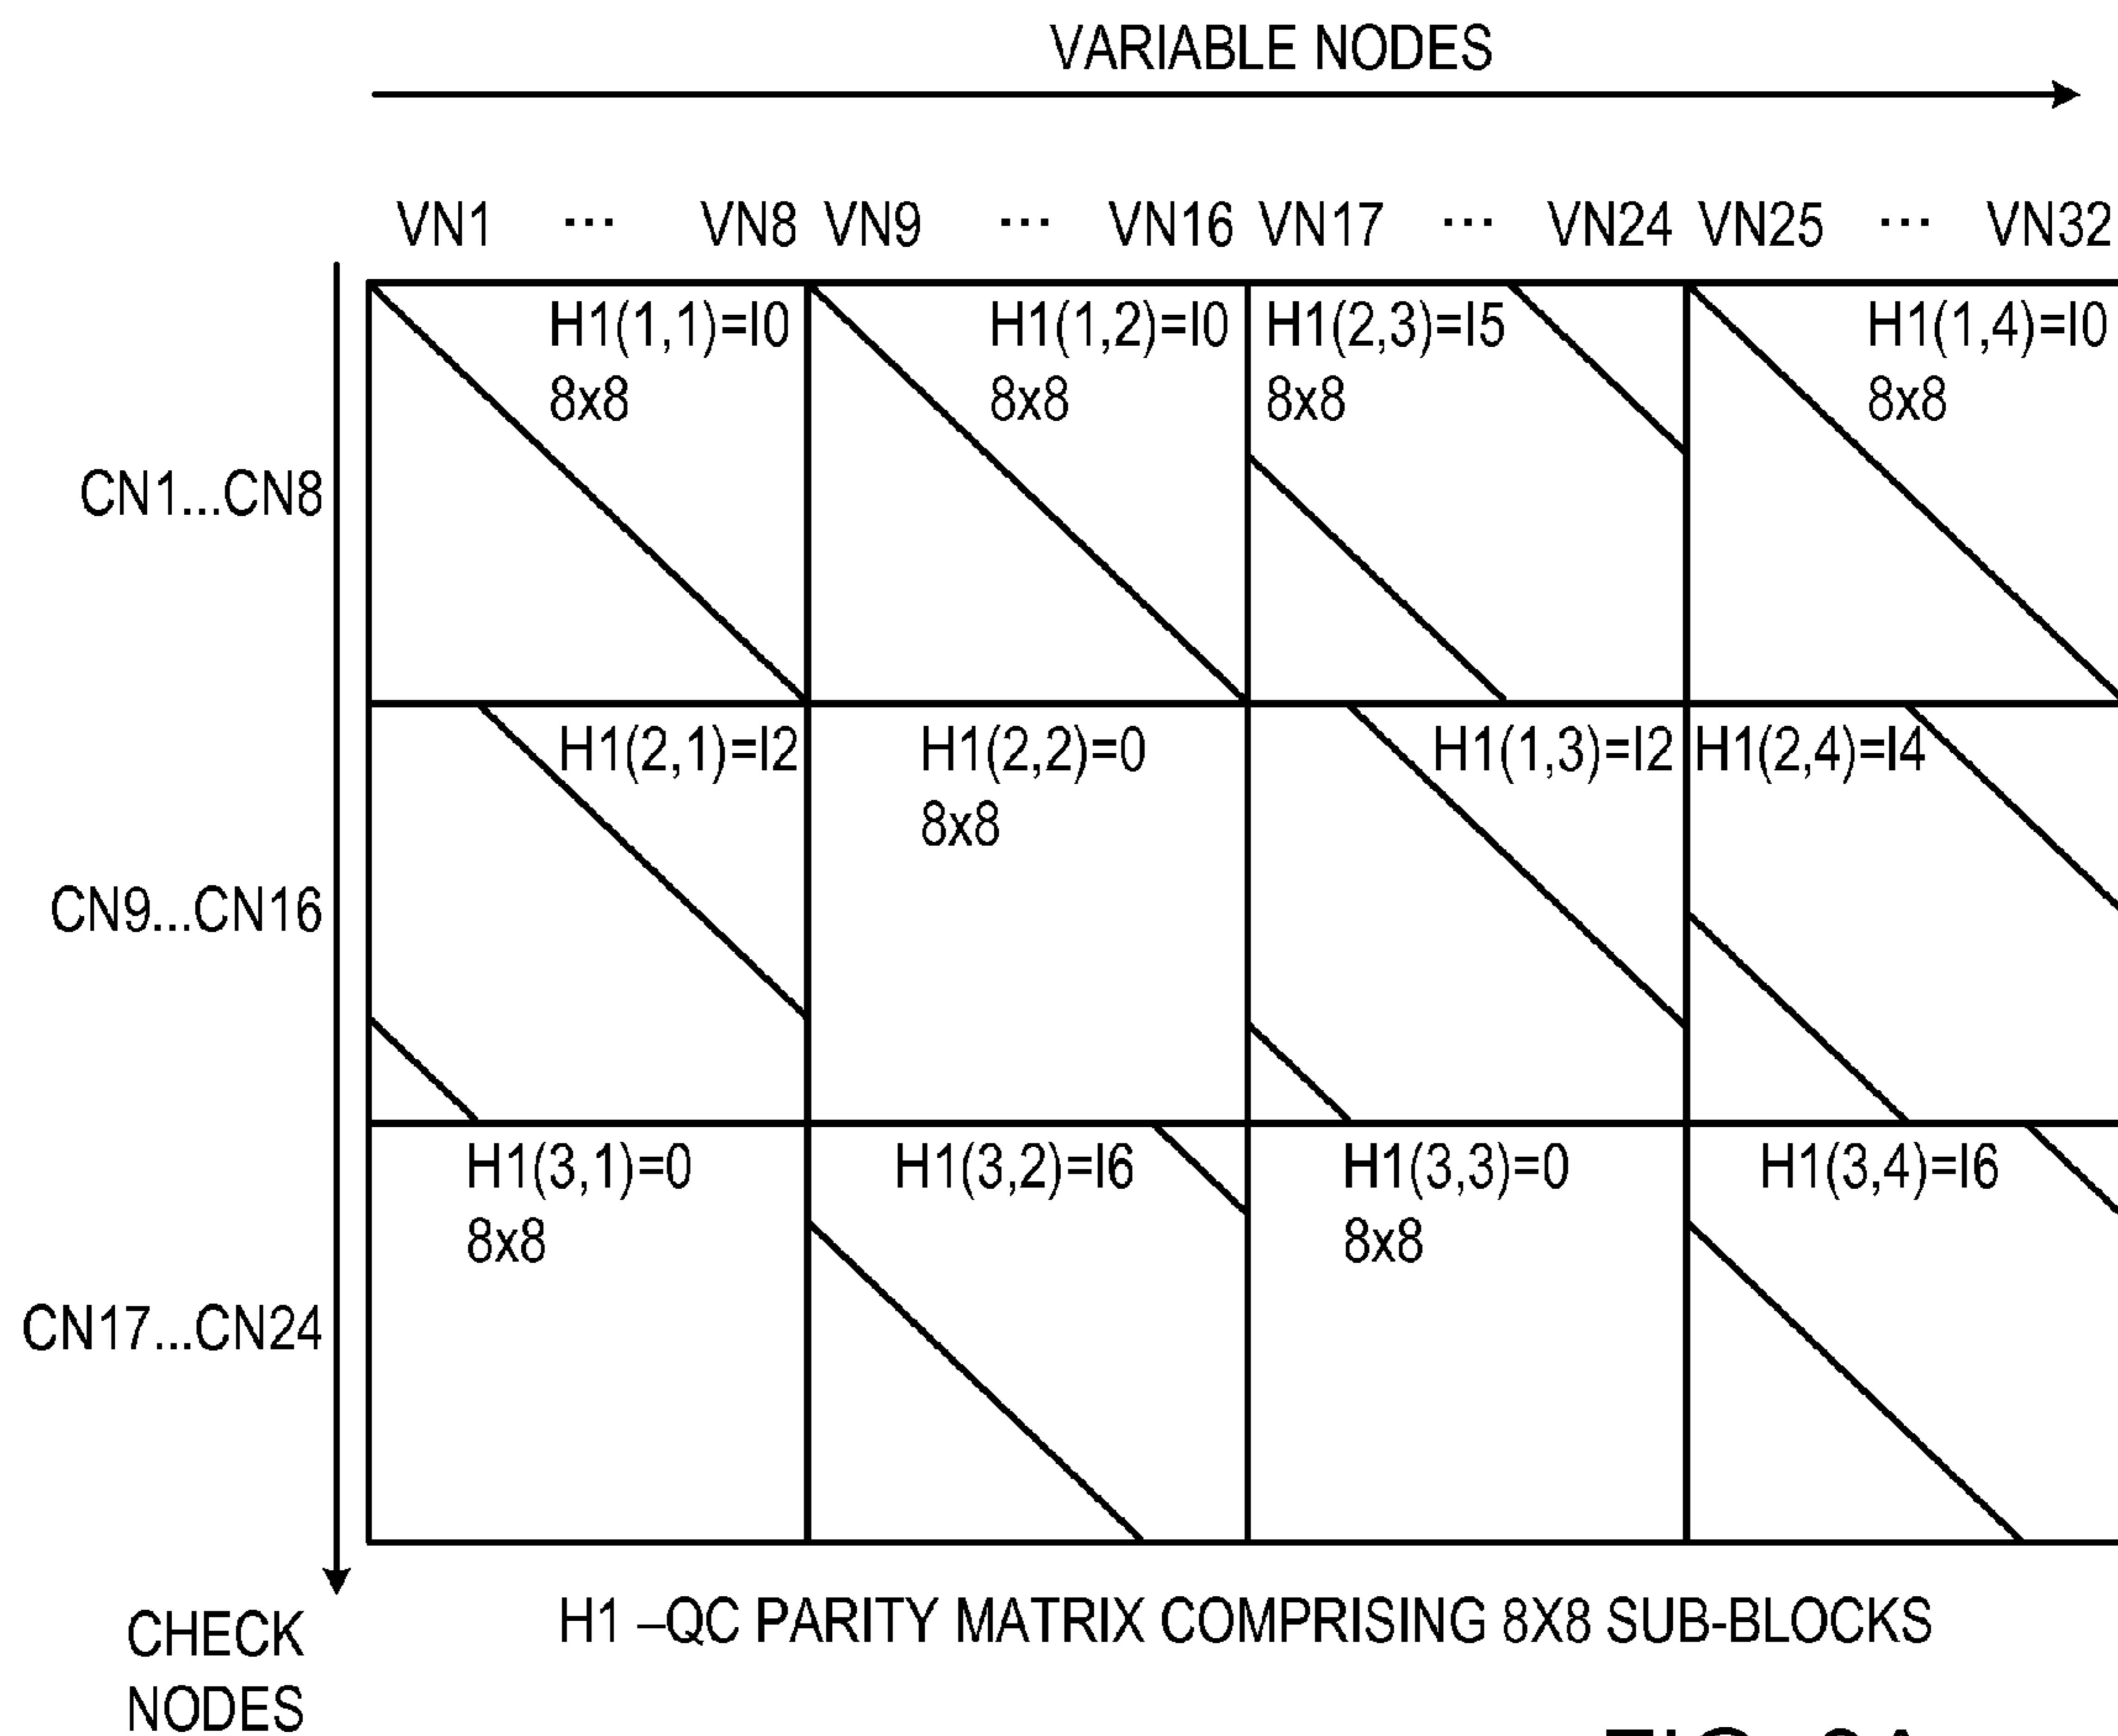 VARIABLE NODES
VN1 ... VN8 VN9 ... VN16 VN17 ... VN24 VN25 ... VN32
H1(1,1)=I0
8x8
H1(1,2)=I0
8x8
H1(2,3)=I5
8x8
H1(1,4)=I0
8x8
CN1...CN8
H1(2,1)=I2
H1(2,2)=0
8x8
H1(1,3)=I2
H1(2,4)=I4
CN9...CN16
H1(3,1)=0
8x8
H1(3,2)=I6
H1(3,3)=0
8x8
H1(3,4)=I6
CN17...CN24
CHECK
NODES
H1 –QC PARITY MATRIX COMPRISING 8X8 SUB-BLOCKS